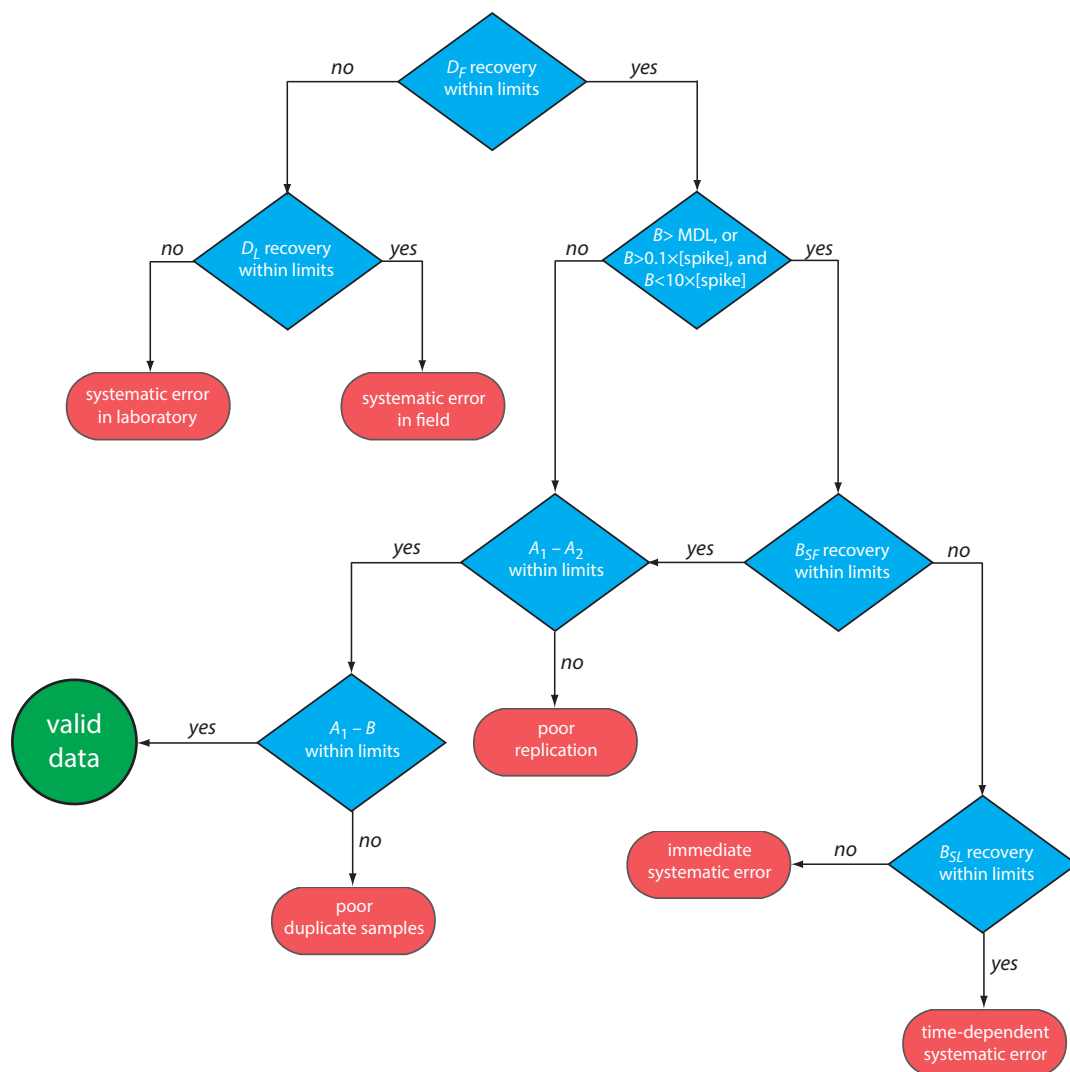 no
D_F recovery
within limits
yes
no
D_L recovery
within limits
yes
no
B> MDL, or
B>0.1×[spike], and
B<10×[spike]
yes
systematic error
in laboratory
systematic error
in field
yes
A_1 – A_2
within limits
yes
B_SF recovery
within limits
no
no
valid
data
yes
A_1 – B
within limits
poor
replication
no
immediate
systematic error
no
B_SL recovery
within limits
poor
duplicate samples
yes
time-dependent
systematic error